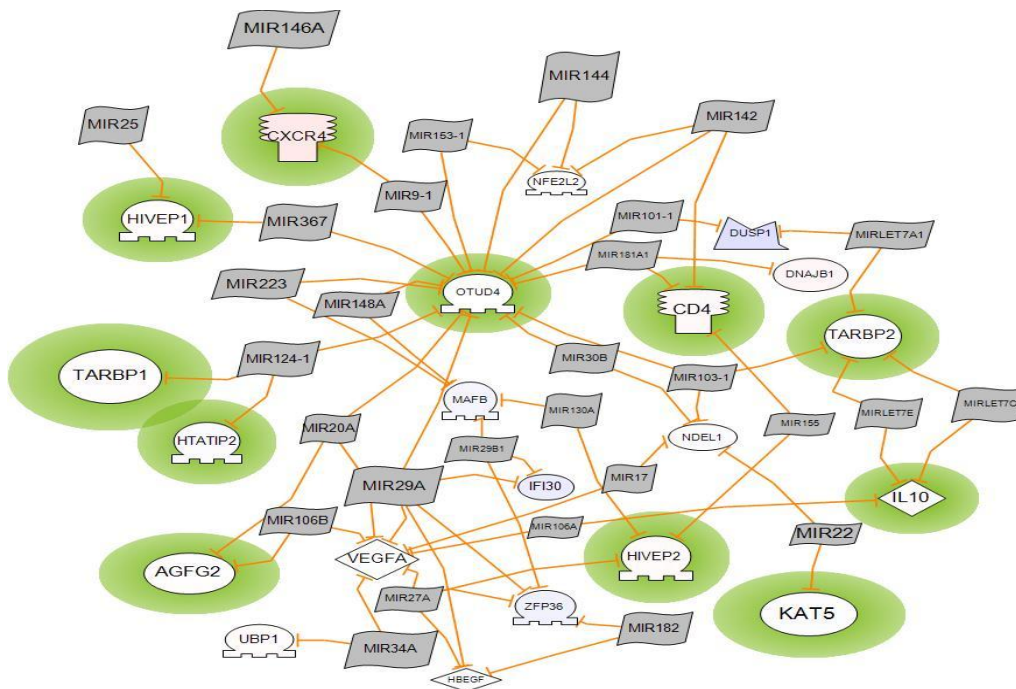 MIR146A
MIR144
MIR25
CXCR4
MIR153-1
MIR142
NFE2L2
MIR9-1
HIVEP1
MIR367
MIR101-1
DUSP1
MIRLET7A1
MIR181A1
DNAJB1
MIR223
MIR148A
OTUD4
CD4
TARBP2
MIR124-1
TARBP1
MIR30B
MIR103-1
MAFB
MIR130A
MIRLET7E
MIR20A
MIR155
HTATIP2
NDEL1
MIR29B1
MIR29A
IFI30
MIR17
IL10
MIR106B
MIR106A
MIR22
VEGFA
HIVEP2
AGFG2
MIR27A
ZFP36
KAT5
UBP1
MIR34A
MIR182
HBEGF